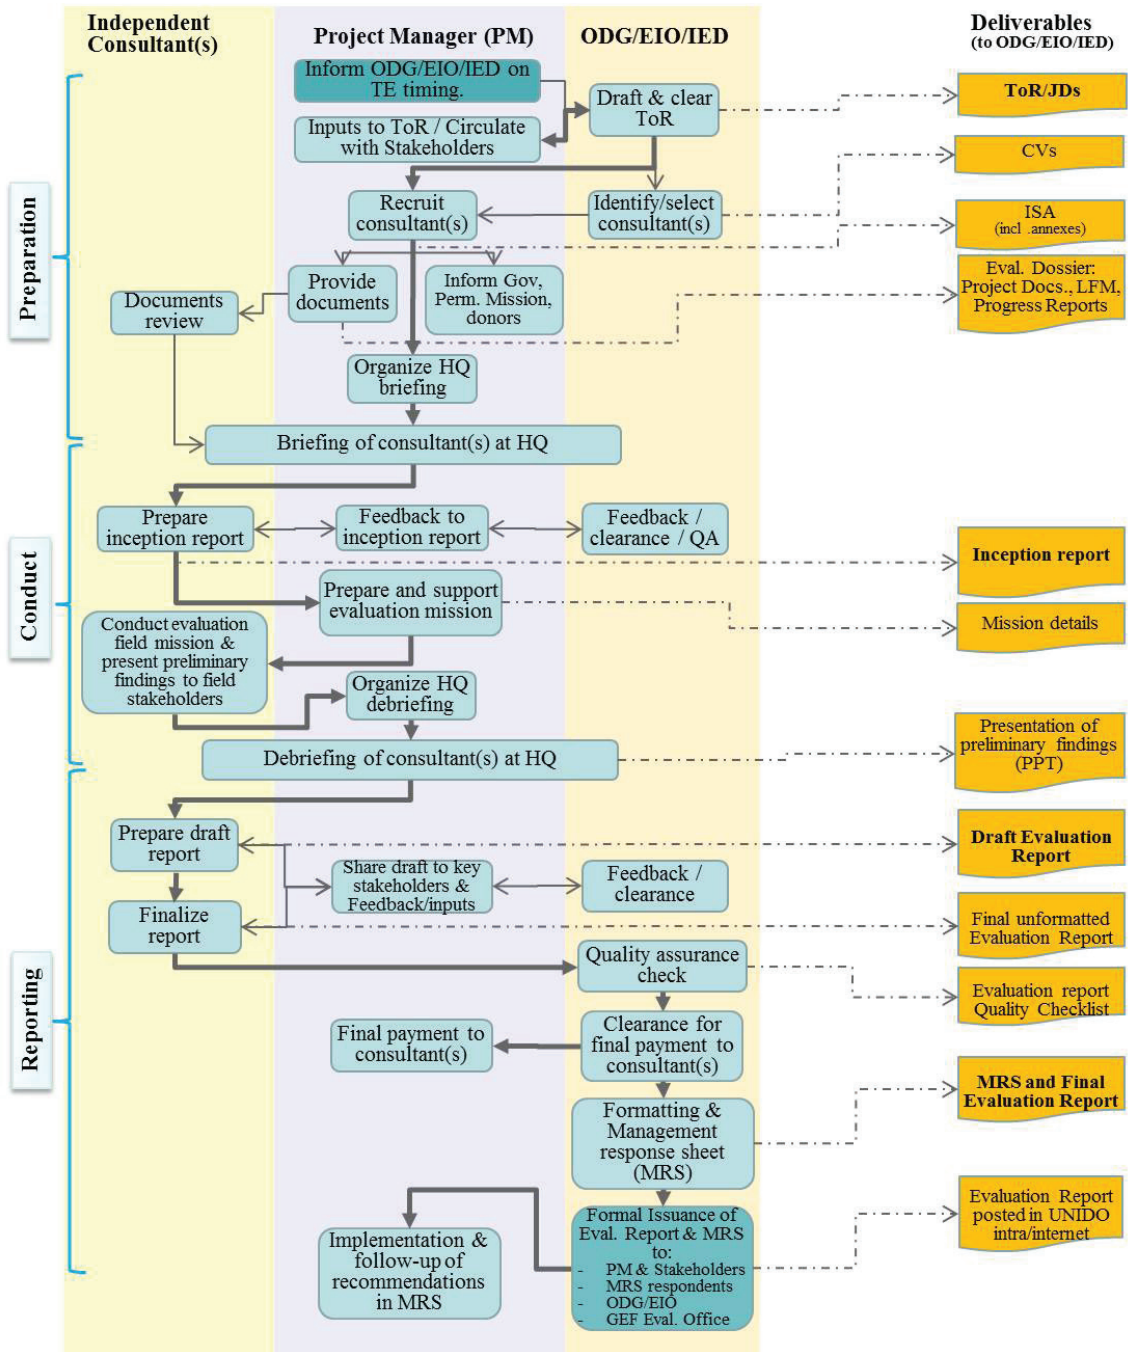 Independent
Consultant(s)
Project Manager (PM)
ODG/EIO/IED
Deliverables
(to ODG/EIO/IED)
Preparation
Inform ODG/EIO/IED on
TE timing.
Draft & clear
ToR
ToR/JDs
Inputs to ToR / Circulate
with Stakeholders
CVs
Recruit
consultant(s)
Identify/select
consultant(s)
ISA
(incl .annexes)
Provide
documents
Inform Gov,
Perm. Mission,
donors
Eval. Dossier:
Project Docs., LFM,
Progress Reports
Documents
review
Organize HQ
briefing
Briefing of consultant(s) at HQ
Conduct
Prepare
inception report
Feedback to
inception report
Feedback /
clearance / QA
Inception report
Prepare and support
evaluation mission
Mission details
Conduct evaluation
field mission &
present preliminary
findings to field
stakeholders
Organize HQ
debriefing
Debriefing of consultant(s) at HQ
Presentation of
preliminary findings
(PPT)
Reporting
Prepare draft
report
Draft Evaluation
Report
Share draft to key
stakeholders &
Feedback/inputs
Feedback /
clearance
Finalize
report
Final unformatted
Evaluation Report
Quality assurance
check
Evaluation report
Quality Checklist
Final payment to
consultant(s)
Clearance for
final payment to
consultant(s)
MRS and Final
Evaluation Report
Formatting &
Management
response sheet
(MRS)
Implementation &
follow-up of
recommendations
in MRS
Formal Issuance of
Eval. Report & MRS
to:
- PM & Stakeholders
- MRS respondents
- ODG/EIO
- GEF Eval. Office
Evaluation Report
posted in UNIDO
intra/internet